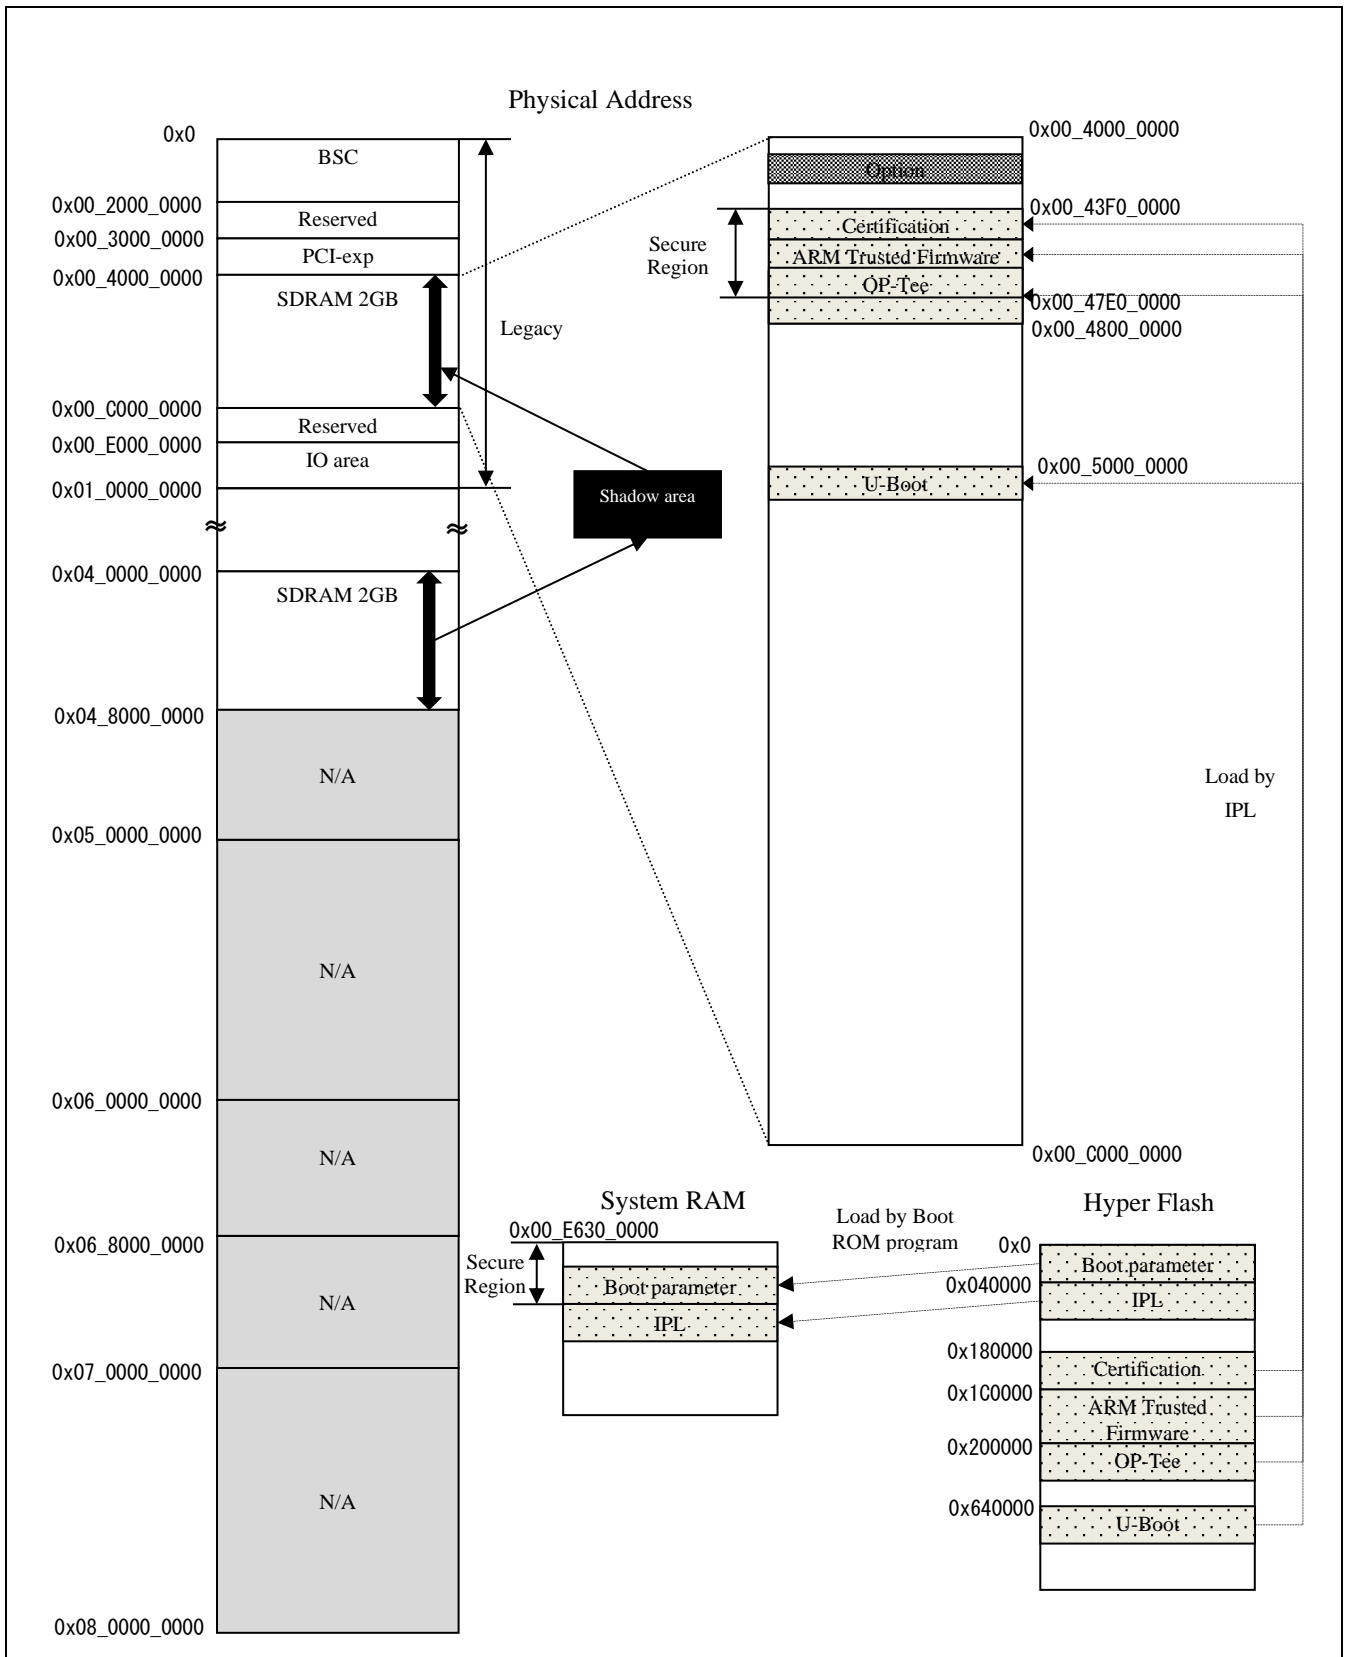 Physical Address
0x0
BSC
0x00_2000_0000
Reserved
0x00_3000_0000
PCI-exp
0x00_4000_0000
SDRAM 2GB
Legacy
0x00_C000_0000
Reserved
0x00_E000_0000
IO area
0x01_0000_0000
Shadow area
0x04_0000_0000
SDRAM 2GB
0x04_8000_0000
N/A
0x05_0000_0000
N/A
0x06_0000_0000
N/A
0x06_8000_0000
N/A
0x07_0000_0000
N/A
0x08_0000_0000
0x00_4000_0000
Option
0x00_43F0_0000
Secure
Region
Certification
ARM Trusted Firmware
OP-Tee
0x00_47E0_0000
0x00_4800_0000
0x00_5000_0000
U-Boot
Load by
IPL
0x00_C000_0000
System RAM
0x00_E630_0000
Secure
Region
Boot parameter
IPL
Load by Boot
ROM program
Hyper Flash
0x0
Boot parameter
0x040000
IPL
0x180000
Certification
0x1C0000
ARM Trusted
Firmware
0x200000
OP-Tee
0x640000
U-Boot